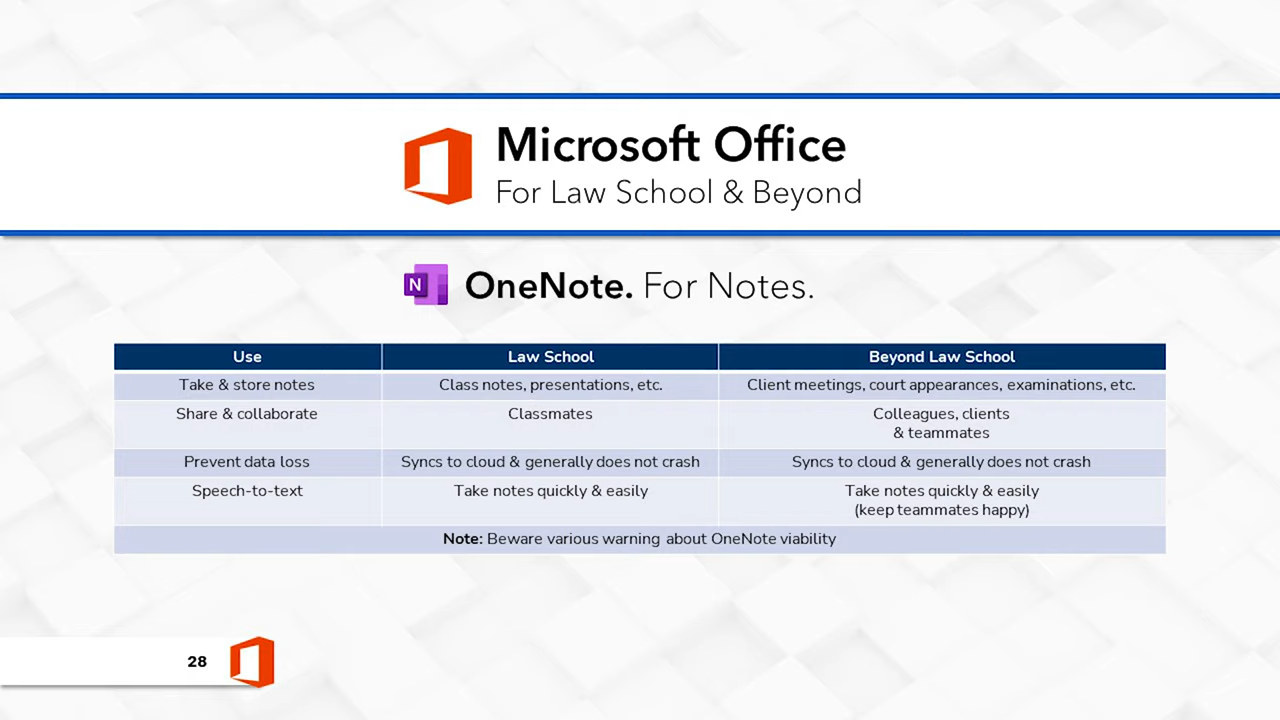 Microsoft Office
For Law School & Beyond
N
OneNote. For Notes.
Use Law School Beyond Law School
Take & store notes Class notes, presentations, etc. Client meetings, court appearances, examinations, etc.
Share & collaborate Classmates Colleagues, clients
& teammates
Prevent data loss Syncs to cloud & generally does not crash Syncs to cloud & generally does not crash
Speech-to-text Take notes quickly & easily Take notes quickly & easily
(keep teammates happy)
Note: Beware various warning about OneNote viability
28